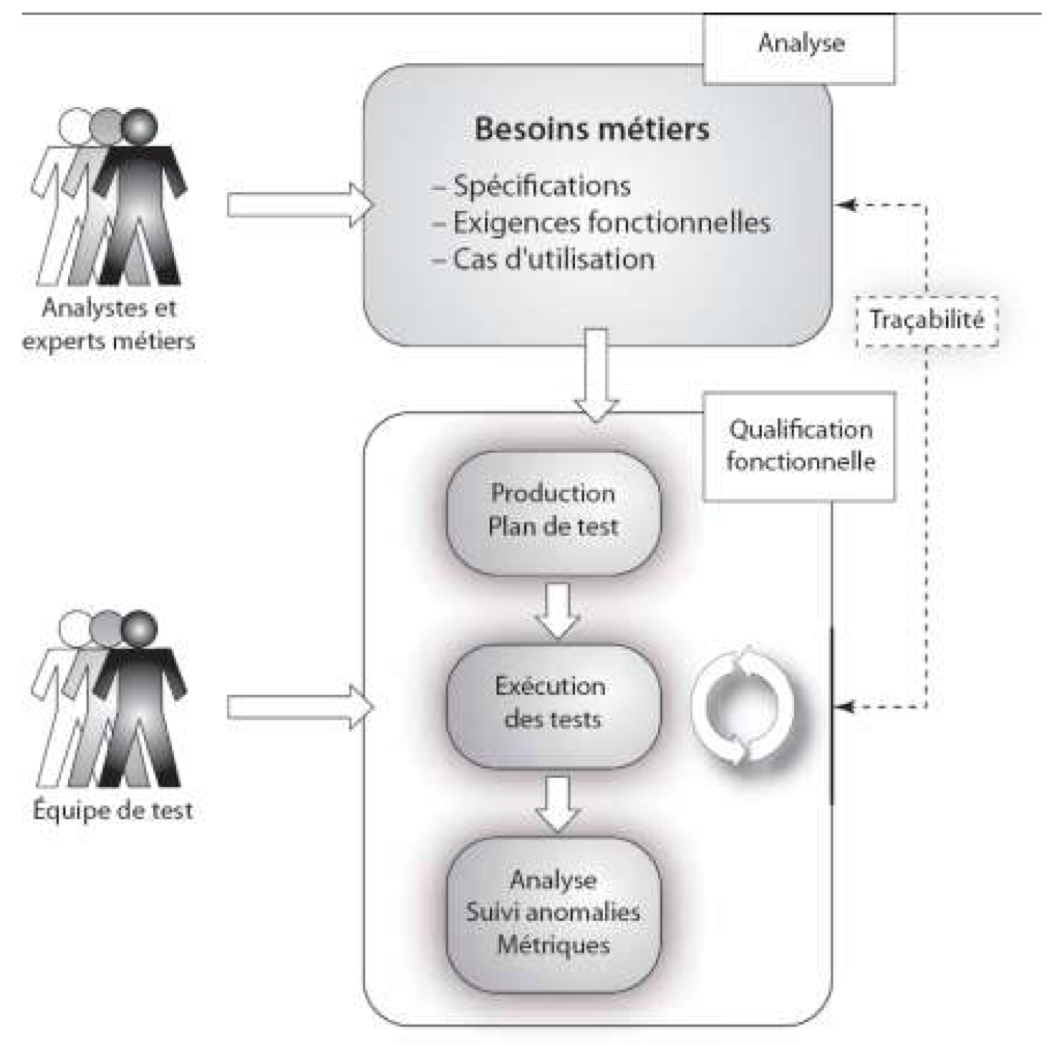 Analyse
Besoins métiers
– Spécifications
– Exigences fonctionnelles
– Cas d'utilisation
Analystes et
experts métiers
Traçabilité
Qualification
fonctionnelle
Production
Plan de test
Exécution
des tests
Équipe de test
Analyse
Suivi anomalies
Métriques